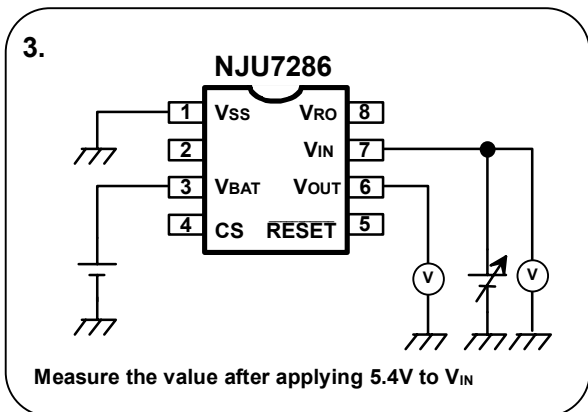 3.
NJU7286
1 VSS VRO 8
2 VIN 7
3 VBAT VOUT 6
4 CS RESET 5
V V
Measure the value after applying 5.4V to VIN